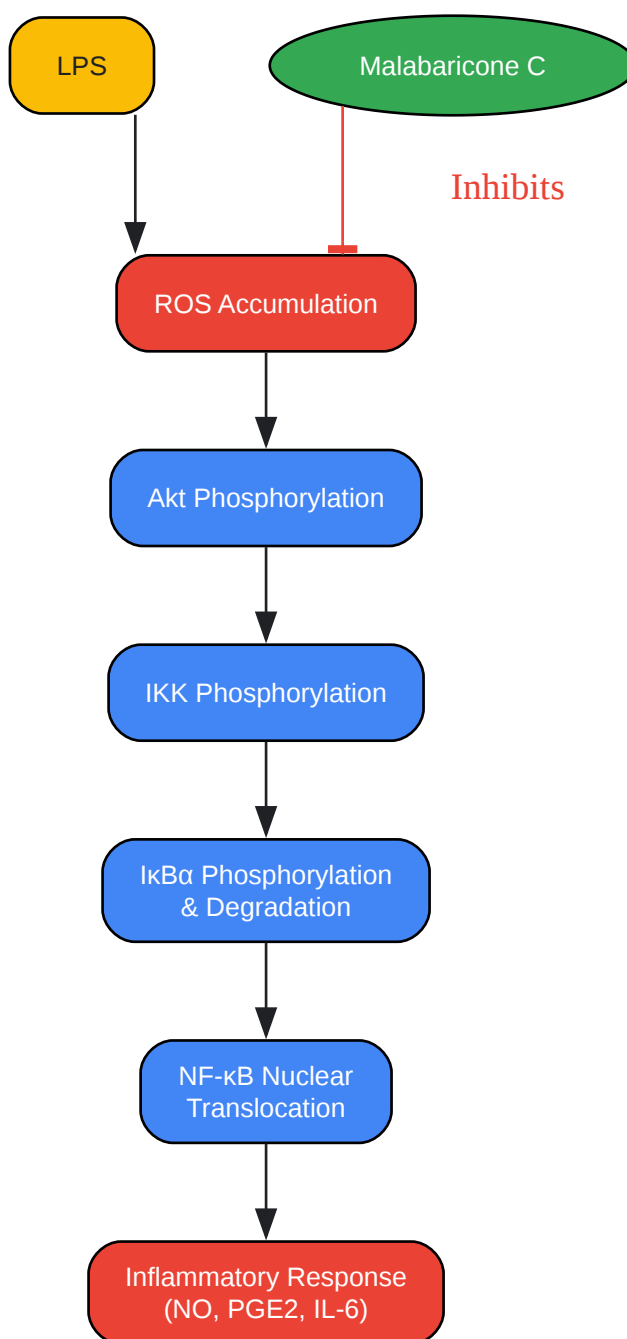 LPS
Malabaricone C
Inhibits
ROS Accumulation
Akt Phosphorylation
IKK Phosphorylation
IκBα Phosphorylation
& Degradation
NF-κB Nuclear
Translocation
Inflammatory Response
(NO, PGE2, IL-6)